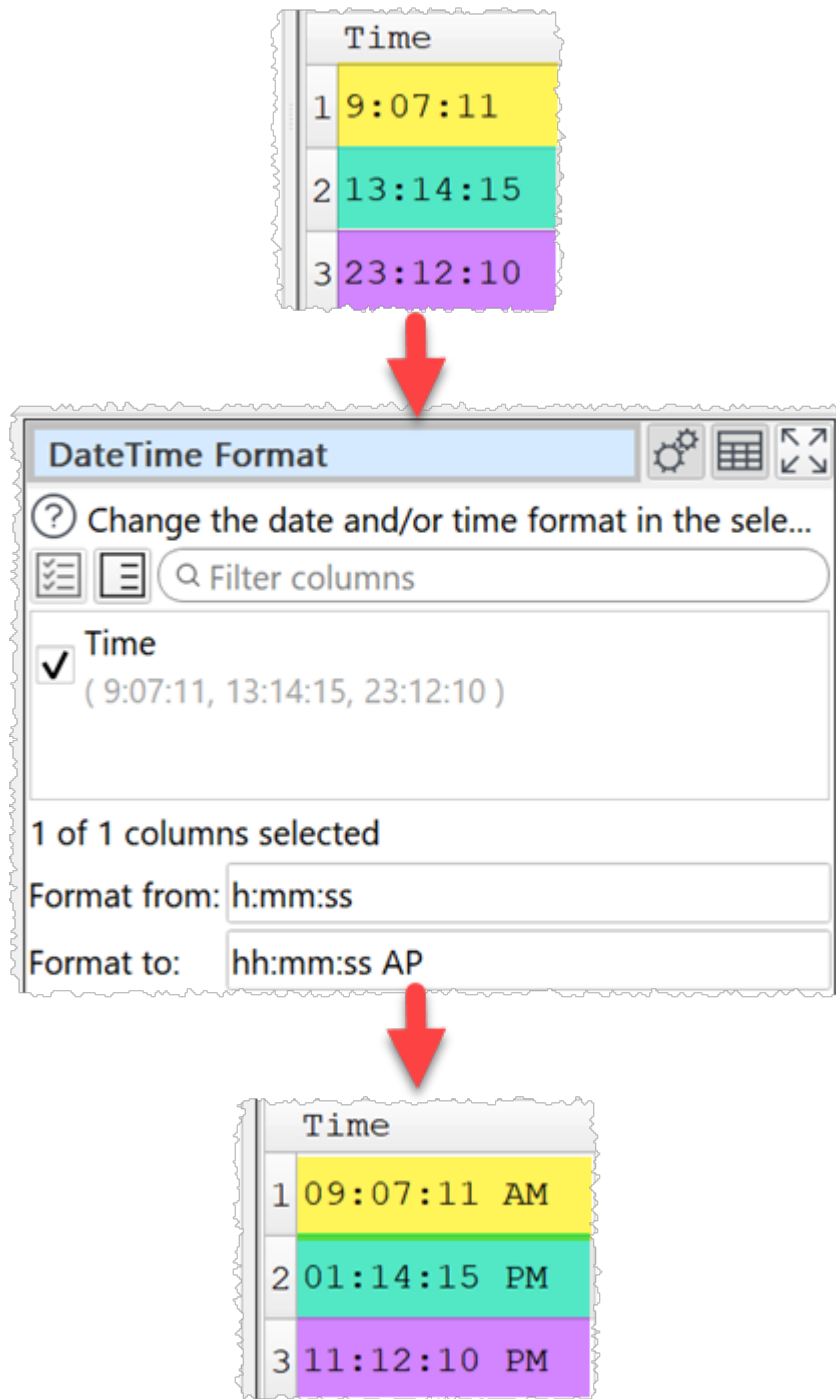 Time
1 9:07:11
2 13:14:15
3 23:12:10
DateTime Format
? Change the date and/or time format in the sele...
Filter columns
Time
( 9:07:11, 13:14:15, 23:12:10 )
1 of 1 columns selected
Format from: h:mm:ss
Format to: hh:mm:ss AP
Time
1 09:07:11 AM
2 01:14:15 PM
3 11:12:10 PM